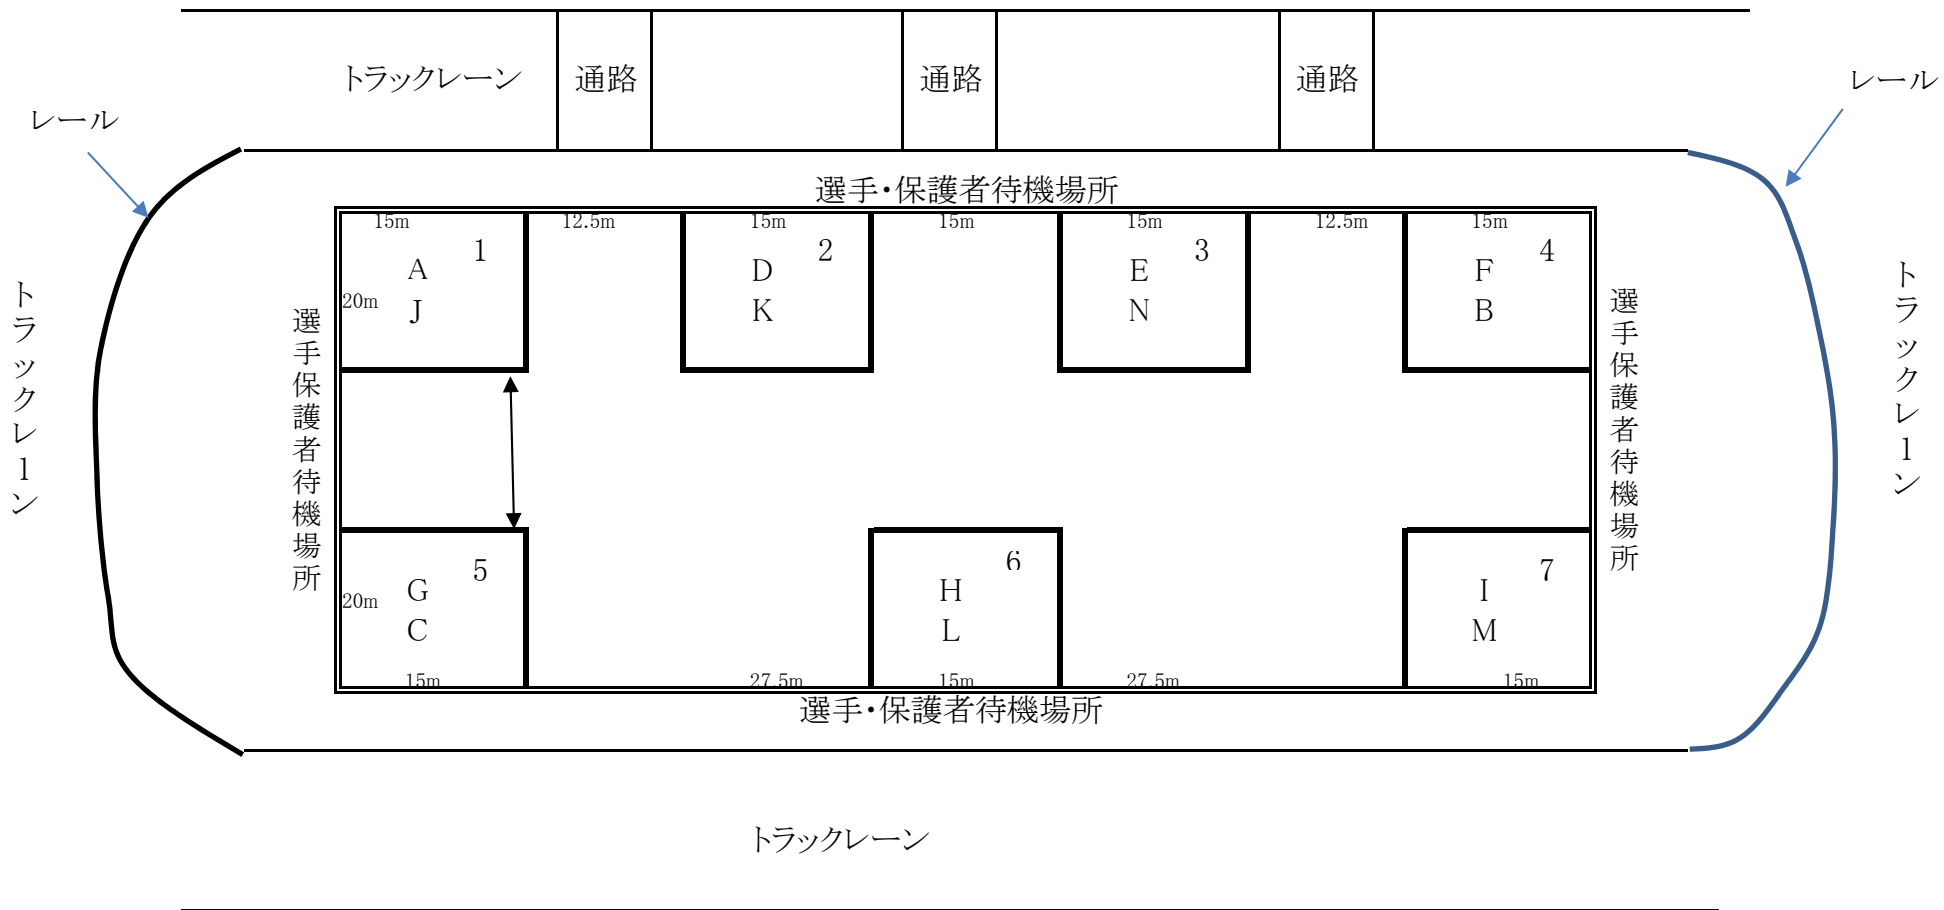 トラックレーン
通路
通路
通路
レール
レール
選手・保護者待機場所
15m
12.5m
15m
15m
15m
12.5m
15m
1
2
3
4
A
D
E
F
20m
J
K
N
B
トラックレーン
選手保護者待機場所
選手保護者待機場所
トラックレーン
5
6
7
20m
G
H
I
C
L
M
15m
27.5m
15m
27.5m
15m
選手・保護者待機場所
トラックレーン